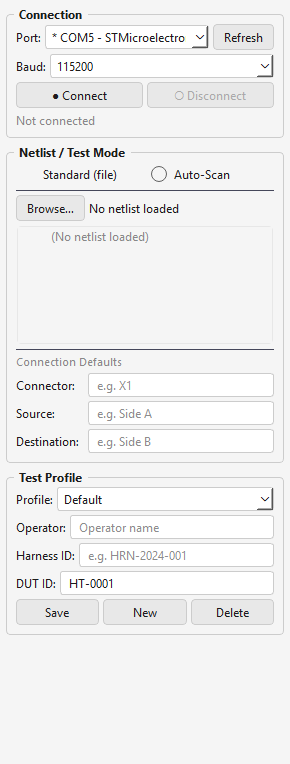 Connection
Port: * COM5 - STMicroelectro Refresh
Baud: 115200
● Connect ○ Disconnect
Not connected
Netlist / Test Mode
Standard (file) Auto-Scan
Browse... No netlist loaded
(No netlist loaded)
Connection Defaults
Connector: e.g. X1
Source: e.g. Side A
Destination: e.g. Side B
Test Profile
Profile: Default
Operator: Operator name
Harness ID: e.g. HRN-2024-001
DUT ID: HT-0001
Save New Delete